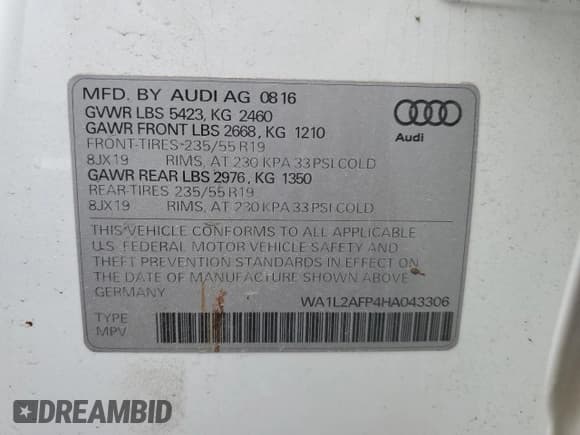 MFD. BY AUDI AG 0816
GVWR LBS 5423, KG 2460
GAWR FRONT LBS 2668, KG 1210
FRONT-TIRES-235/55 R19
8JX19 RIMS, AT 230 KPA 33 PSI COLD
GAWR REAR LBS 2976, KG 1350
REAR-TIRES 235/55 R19
8JX19 RIMS, AT 230 KPA 33 PSI COLD
Audi
THIS VEHICLE CONFORMS TO ALL APPLICABLE
U.S. FEDERAL MOTOR VEHICLE SAFETY AND
THEFT PREVENTION STANDARDS IN EFFECT ON
THE DATE OF MANUFACTURE SHOWN ABOVE.
GERMANY
WA1L2AFP4HA043306
TYPE
MPV
DREAMBID